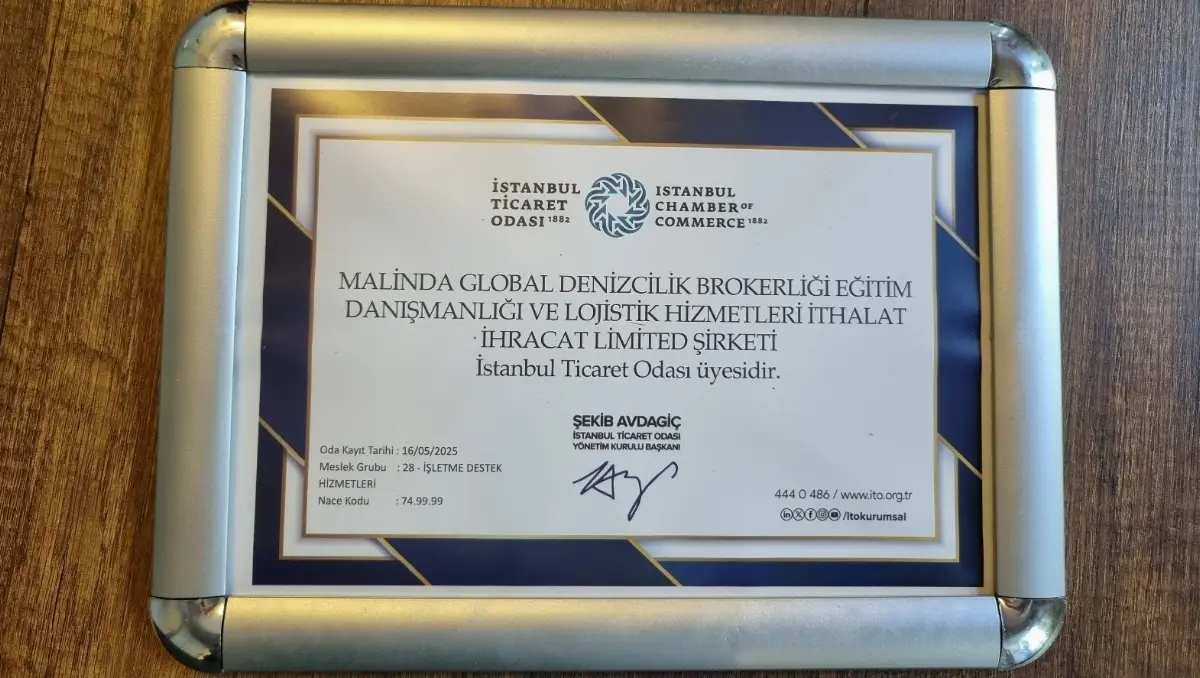 İSTANBUL
TİCARET
ODASI 1882
ISTANBUL
CHAMBER OF
COMMERCE 1882
MALİNDA GLOBAL DENİZCİLİK BROKERLİĞİ EĞİTİM
DANIŞMANLIĞI VE LOJİSTİK HİZMETLERİ İTHALAT
İHRACAT LİMİTED ŞİRKETİ
İstanbul Ticaret Odası üyesidir.
ŞEKİB AVDAGİÇ
İSTANBUL TİCARET ODASI
YÖNETİM KURULU BAŞKANI
Oda Kayıt Tarihi : 16/05/2025
Meslek Grubu : 28 - İŞLETME DESTEK
HİZMETLERİ
Nace Kodu : 74.99.99
444 0 486 / www.ito.org.tr
/itokurumsal